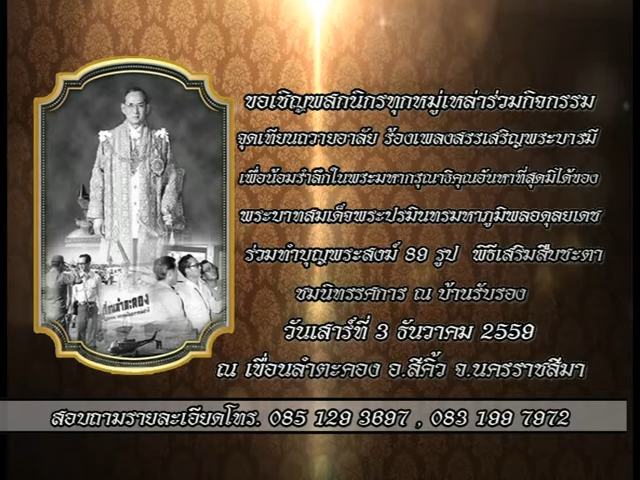 ขอเชิญพสกนิกรทุกหมู่เหล่าร่วมกิจกรรม
จุดเทียนถวายอาลัย ร้องเพลงสรรเสริญพระบารมี
เพื่อน้อมรำลึกในพระมหากรุณาธิคุณอันหาที่สุดมิได้ของ
พระบาทสมเด็จพระปรมินทรมหาภูมิพลอดุลยเดช
ร่วมทำบุญพระสงฆ์ 89 รูป พิธีเสริมสืบชะตา
ชมนิทรรศการ ณ บ้านรับรอง
วันเสาร์ที่ 3 ธันวาคม 2559
ณ เขื่อนลำตะคอง อ.สีคิ้ว จ.นครราชสีมา
สอบถามรายละเอียดโทร. 085 129 3697 , 083 199 7972